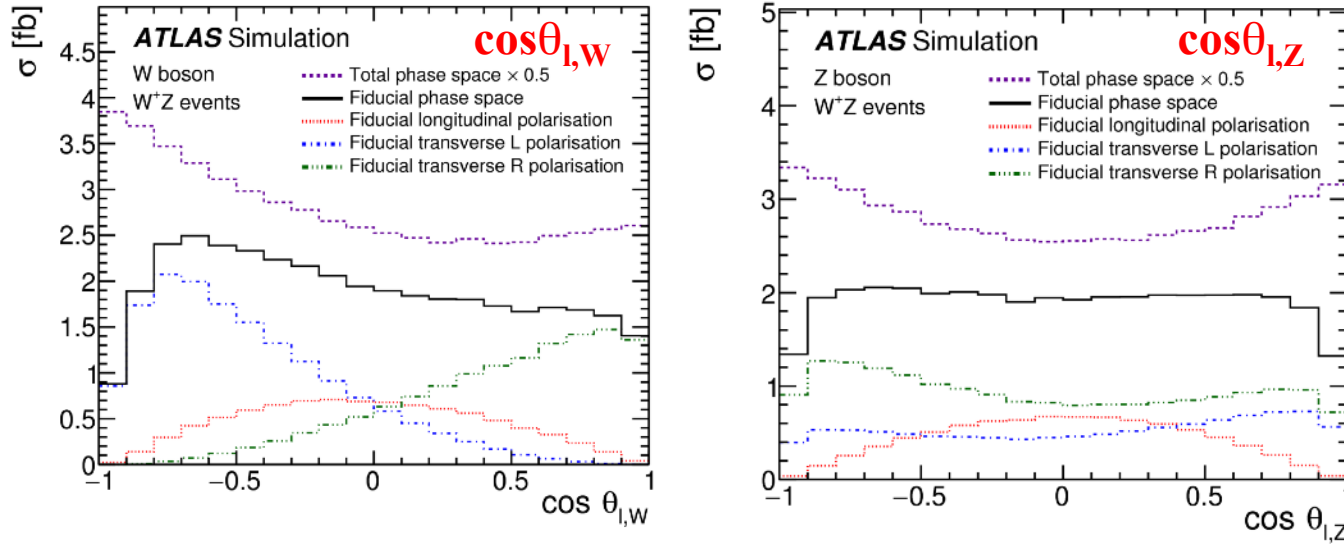 σ [fb]
4.5
4
3.5
3
2.5
2
1.5
1
0.5
0
ATLAS Simulation
cosθl,W
W boson
W+Z events
Total phase space × 0.5
Fiducial phase space
Fiducial longitudinal polarisation
Fiducial transverse L polarisation
Fiducial transverse R polarisation
−1 −0.5 0 0.5 1
cos θl,W
σ [fb]
5
4
3
2
1
0
ATLAS Simulation
cosθl,Z
Z boson
W+Z events
Total phase space × 0.5
Fiducial phase space
Fiducial longitudinal polarisation
Fiducial transverse L polarisation
Fiducial transverse R polarisation
−1 −0.5 0 0.5
cos θl,Z